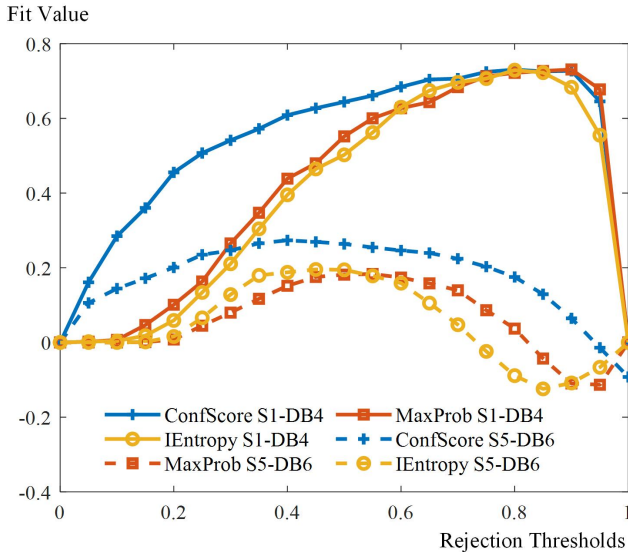 Fit Value
0.8
0.6
0.4
0.2
0
-0.2
-0.4
ConfScore S1-DB4 MaxProb S1-DB4
IEntropy S1-DB4 ConfScore S5-DB6
MaxProb S5-DB6 IEntropy S5-DB6
0 0.2 0.4 0.6 0.8 1
Rejection Thresholds